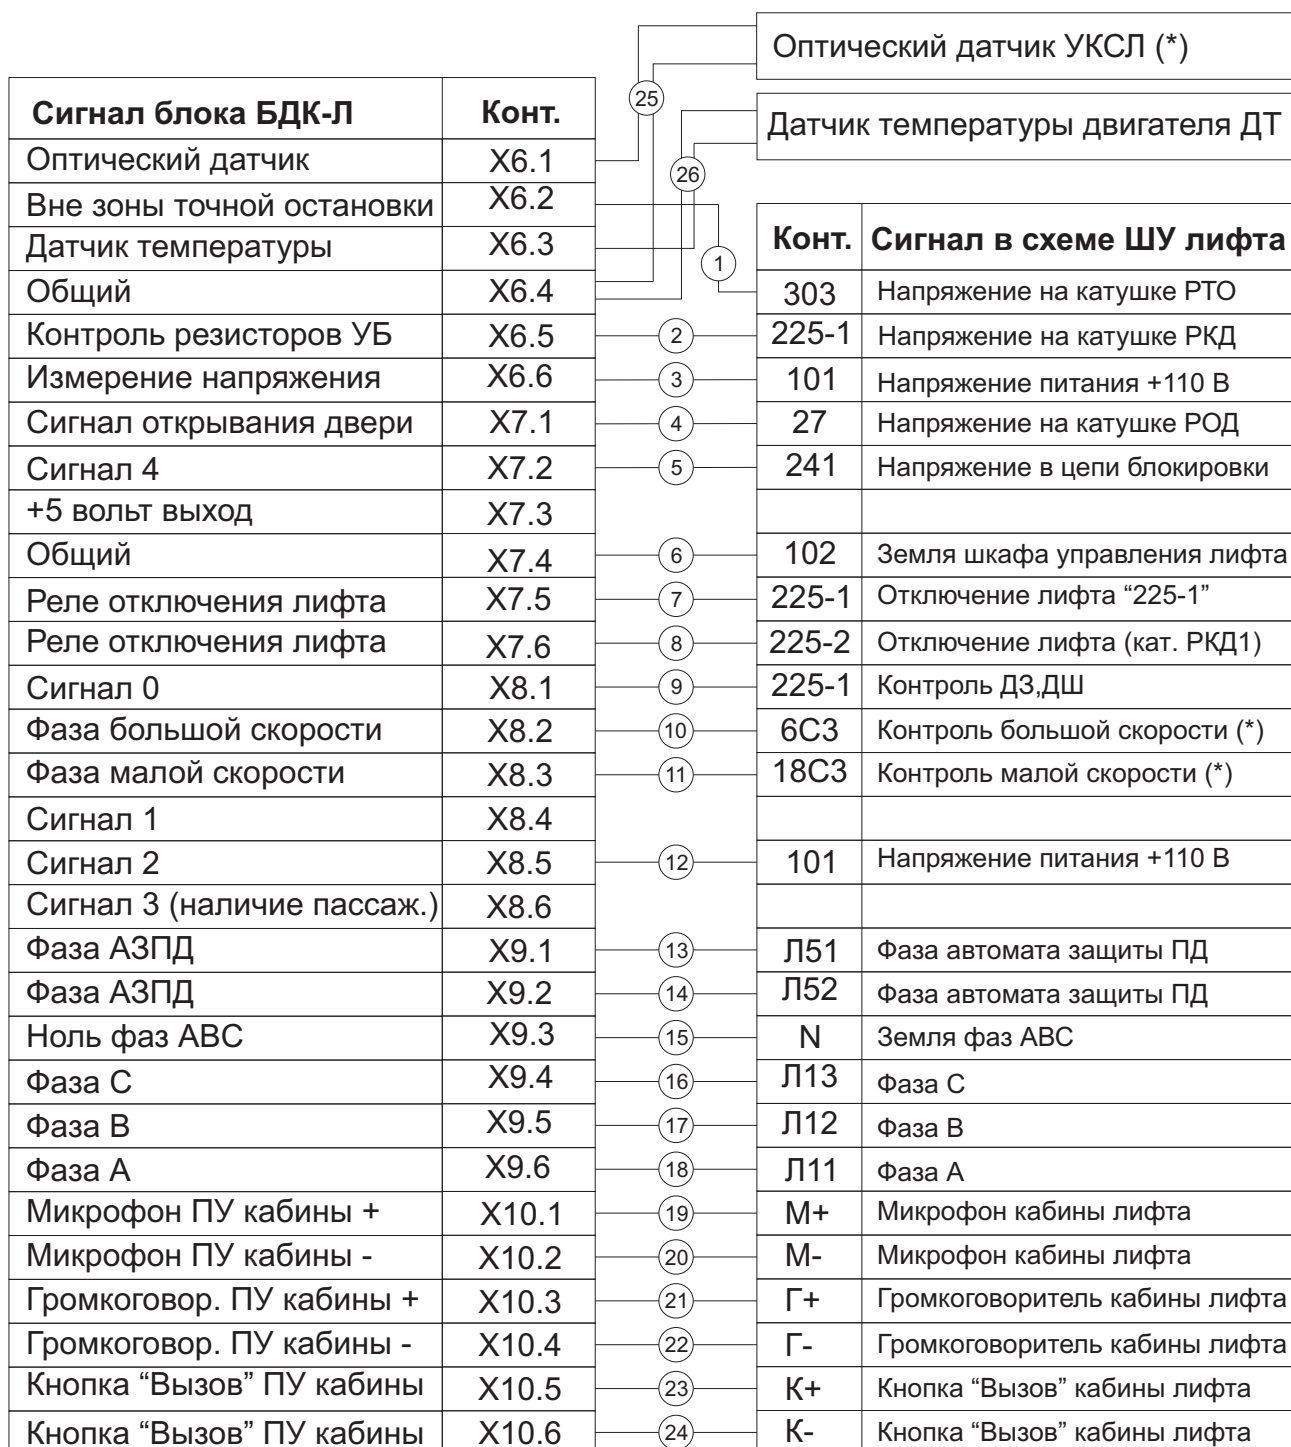 Оптический датчик УКСЛ (*)
25
Датчик температуры двигателя ДТ
26
Сигнал блока БДК-Л Конт.
Оптический датчик X6.1
Вне зоны точной остановки X6.2
Конт. Сигнал в схеме ШУ лифта
Датчик температуры X6.3
1
Общий X6.4 303 Напряжение на катушке РТО
Контроль резисторов УБ X6.5 2 225-1 Напряжение на катушке РКД
Измерение напряжения X6.6 3 101 Напряжение питания +110 В
Сигнал открывания двери X7.1 4 27 Напряжение на катушке РОД
Сигнал 4 X7.2 5 241 Напряжение в цепи блокировки
+5 вольт выход X7.3
Общий X7.4 6 102 Земля шкафа управления лифта
Реле отключения лифта X7.5 7 225-1 Отключение лифта “225-1”
Реле отключения лифта X7.6 8 225-2 Отключение лифта (кат. РКД1)
Сигнал 0 X8.1 9 225-1 Контроль ДЗ,ДШ
Фаза большой скорости X8.2 10 6С3 Контроль большой скорости (*)
Фаза малой скорости X8.3 11 18С3 Контроль малой скорости (*)
Сигнал 1 X8.4
Сигнал 2 X8.5 12 101 Напряжение питания +110 В
Сигнал 3 (наличие пассаж.) X8.6
Фаза АЗПД X9.1 13 Л51 Фаза автомата защиты ПД
Фаза АЗПД X9.2 14 Л52 Фаза автомата защиты ПД
Ноль фаз АВС X9.3 15 N Земля фаз АВС
Фаза С X9.4 16 Л13 Фаза С
Фаза В X9.5 17 Л12 Фаза В
Фаза А X9.6 18 Л11 Фаза А
Микрофон ПУ кабины + X10.1 19 М+ Микрофон кабины лифта
Микрофон ПУ кабины - X10.2 20 М- Микрофон кабины лифта
Громкоговор. ПУ кабины + X10.3 21 Г+ Громкоговоритель кабины лифта
Громкоговор. ПУ кабины - X10.4 22 Г- Громкоговоритель кабины лифта
Кнопка “Вызов” ПУ кабины X10.5 23 К+ Кнопка “Вызов” кабины лифта
Кнопка “Вызов” ПУ кабины X10.6 24 К- Кнопка “Вызов” кабины лифта